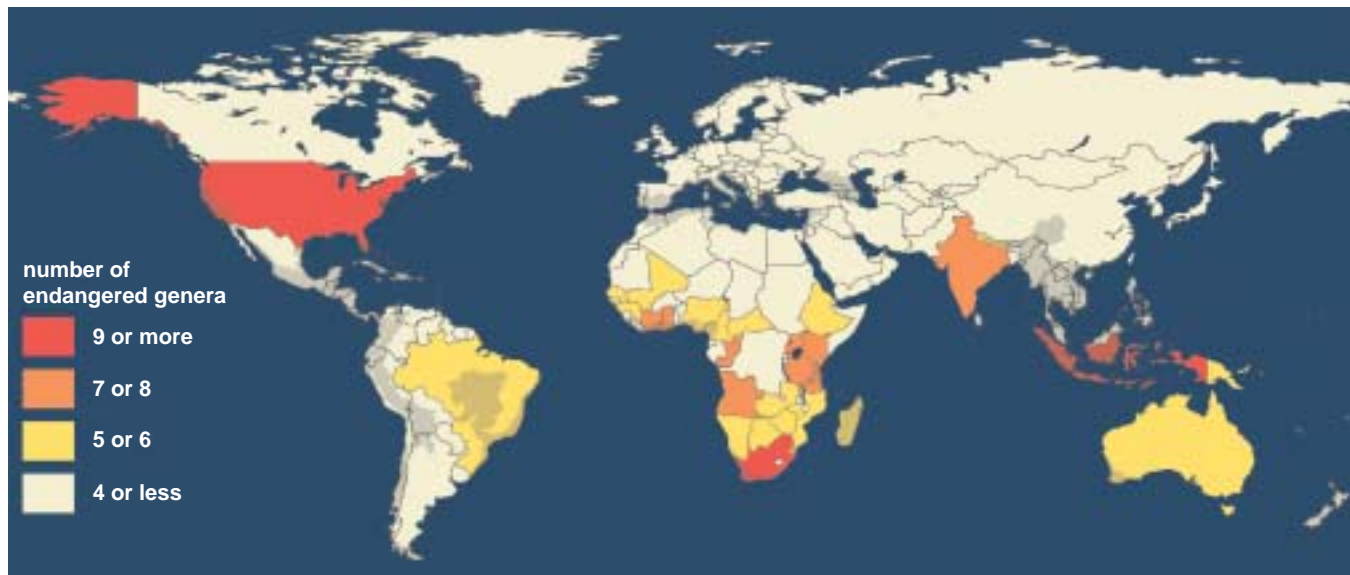 number of
endangered genera
9 or more
7 or 8
5 or 6
4 or less